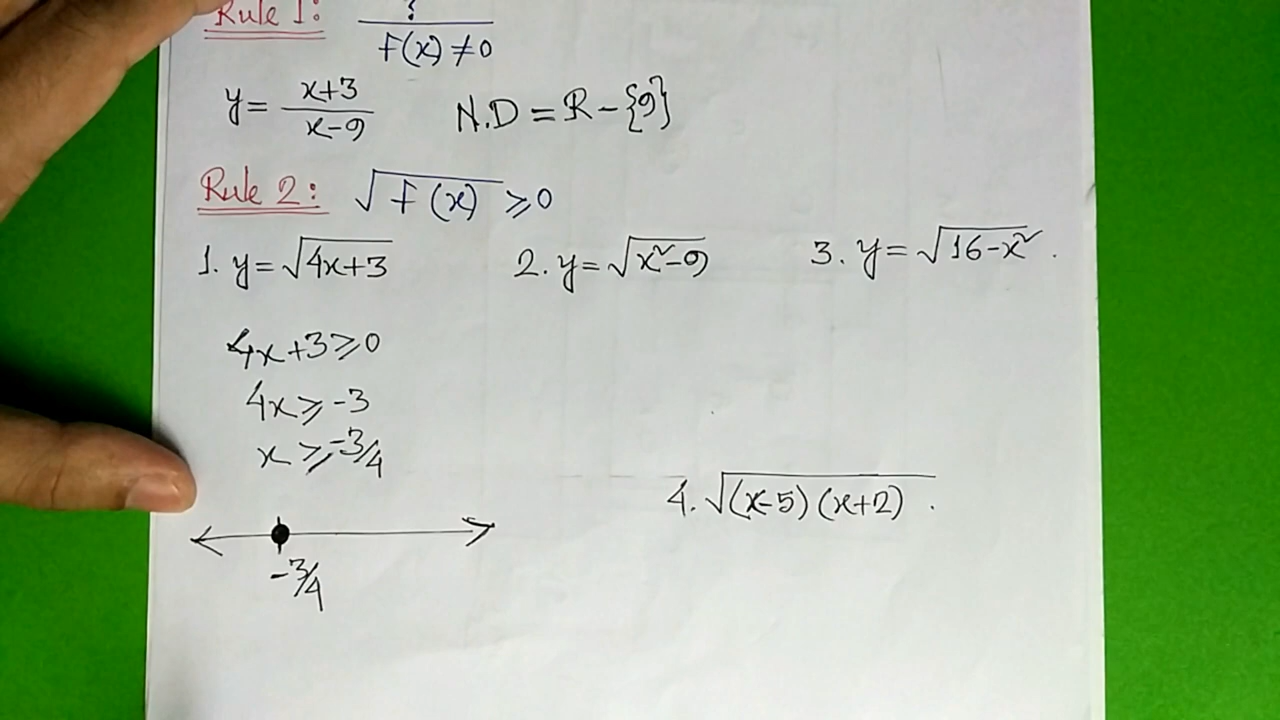 Rule 1: ?/F(x)≠0
y= x+3/x-9 N.D = R-{9}
Rule 2: √f(x) ≥0
1. y=√4x+3 2. y=√x²-9 3. y=√16-x².
4x+3≥0
4x≥-3
x≥-3/4
4. √(x-5)(x+2).
-3/4